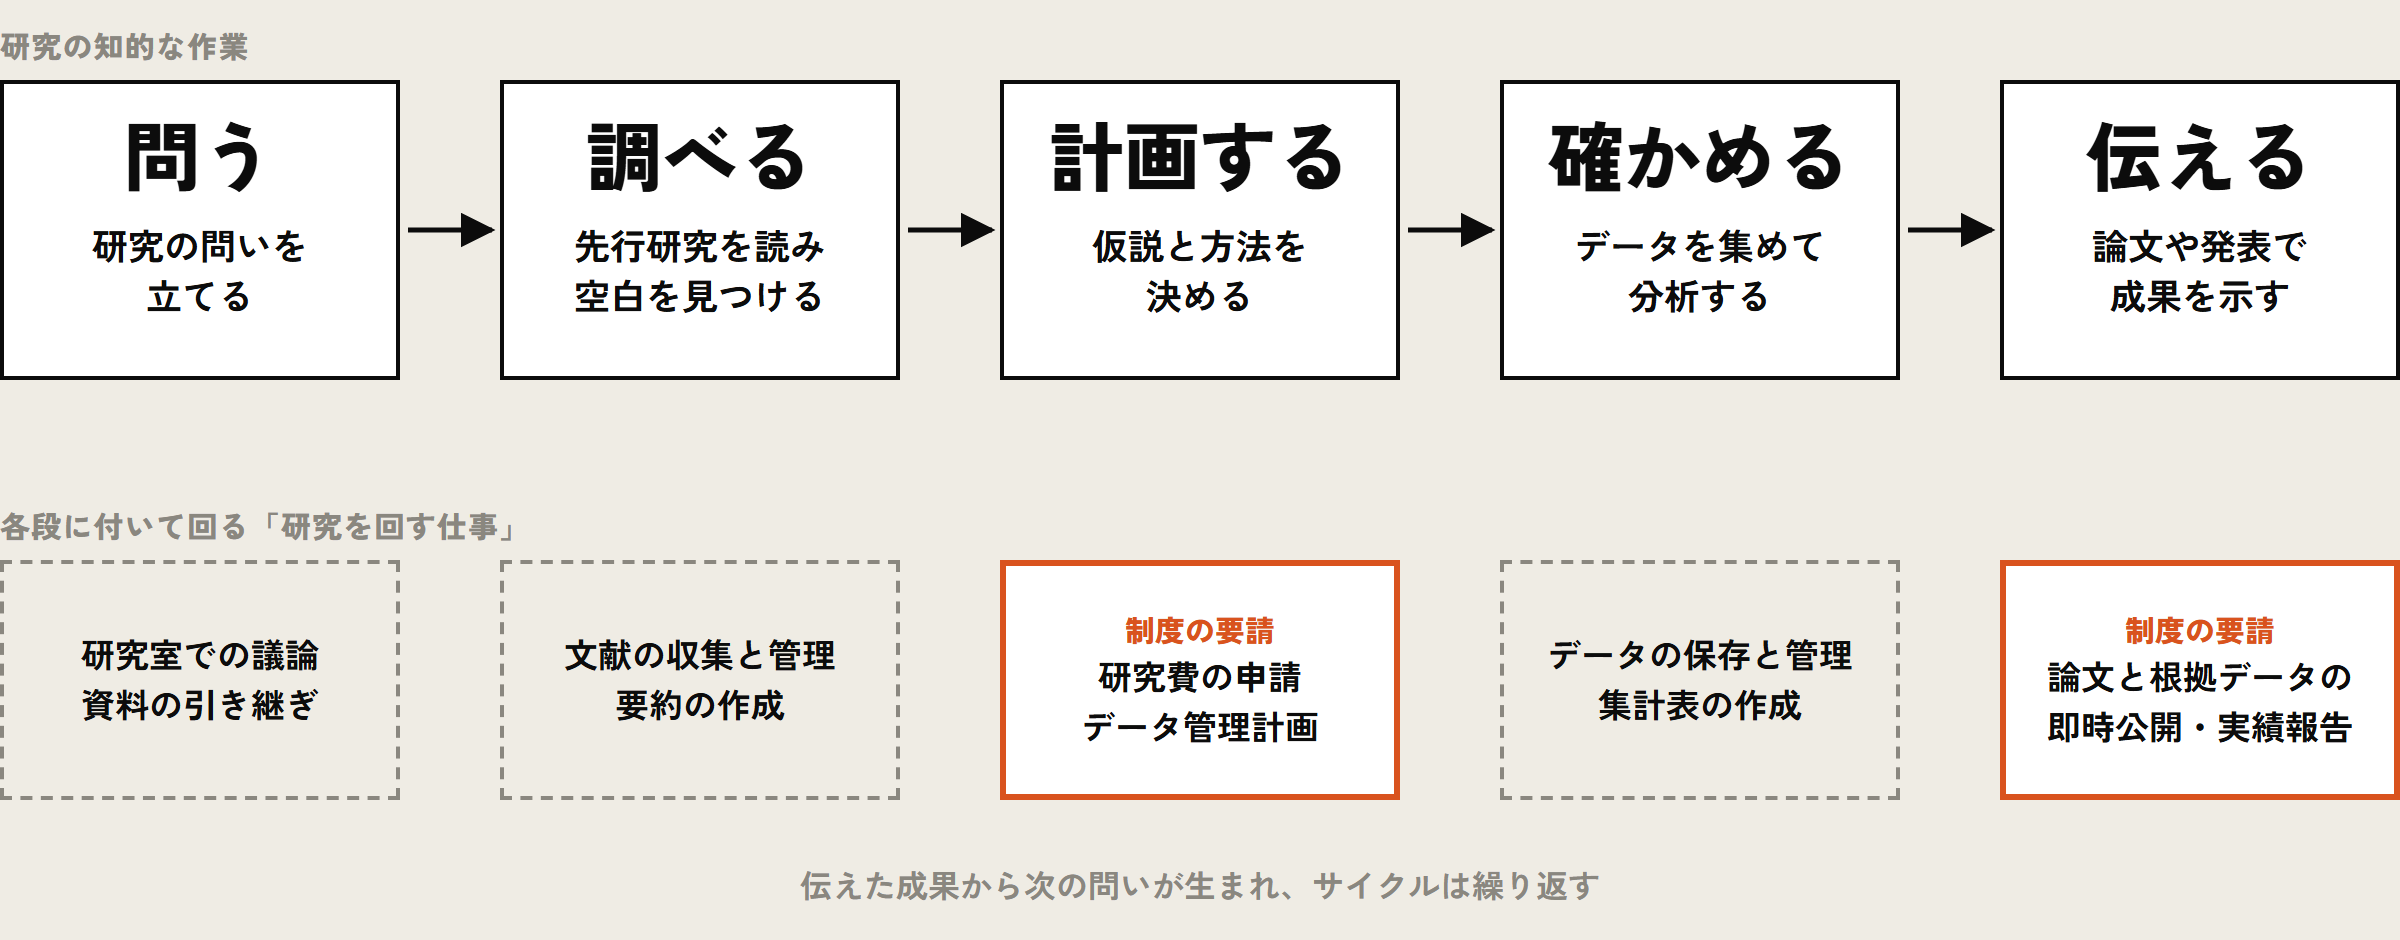 研究の知的な作業
問う
研究の問いを
立てる
調べる
先行研究を読み
空白を見つける
計画する
仮説と方法を
決める
確かめる
データを集めて
分析する
伝える
論文や発表で
成果を示す
各段に付いて回る「研究を回す仕事」
研究室での議論
資料の引き継ぎ
文献の収集と管理
要約の作成
制度の要請
研究費の申請
データ管理計画
データの保存と管理
集計表の作成
制度の要請
論文と根拠データの
即時公開・実績報告
伝えた成果から次の問いが生まれ、サイクルは繰り返す